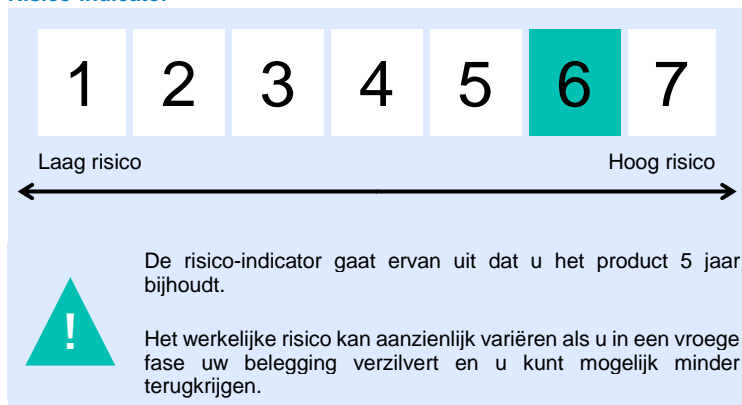 Risico-indicator
1 2 3 4 5 6 7
Laag risico Hoog risico
De risico-indicator gaat ervan uit dat u het product 5 jaar
bijhoudt.
!
Het werkelijke risico kan aanzienlijk variëren als u in een vroege
fase uw belegging verzilvert en u kunt mogelijk minder
terugkrijgen.